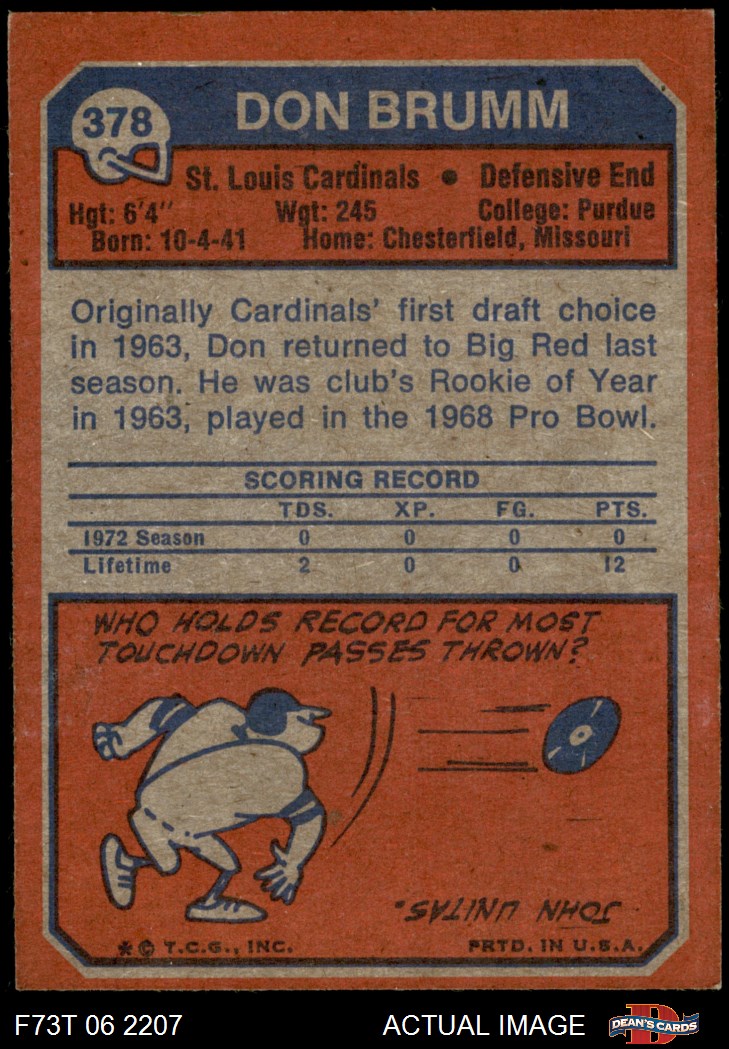 378
DON BRUMM
St. Louis Cardinals • Defensive End
Hgt: 6'4" Wgt: 245 College: Purdue
Born: 10-4-41 Home: Chesterfield, Missouri
Originally Cardinals' first draft choice
in 1963, Don returned to Big Red last
season. He was club's Rookie of Year
in 1963, played in the 1968 Pro Bowl.
SCORING RECORD
TDS. XP. FG. PTS.
1972 Season 0 0 0 0
Lifetime 2 0 0 12
WHO HOLDS RECORD FOR MOST
TOUCHDOWN PASSES THROWN?
JOHN UNITAS.
* © T.C.G., INC. PRTD. IN U.S.A.
F73T 06 2207 ACTUAL IMAGE DEAN'S CARDS